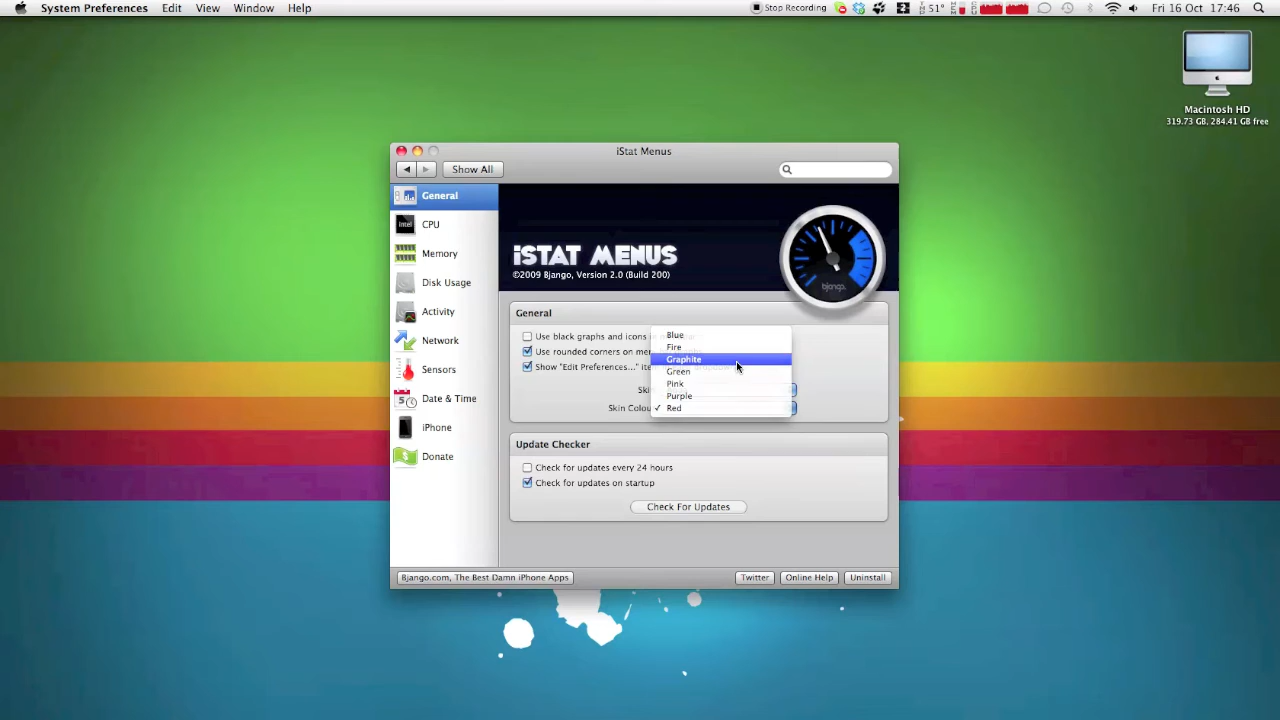 System Preferences Edit View Window Help
Stop Recording 2 51° Fri 16 Oct 17:46
Macintosh HD
319.73 GB, 284.41 GB free
iStat Menus
Show All
General
CPU
Memory
Disk Usage
Activity
Network
Sensors
5
Date & Time
iPhone
Donate
intel
iSTAT MENUS
©2009 Bjango, Version 2.0 (Build 200)
bjango
General
Use black graphs and icons
Use rounded corners on
Show "Edit Preferences..."
Skin
Skin Colou
Blue
Fire
Graphite
Green
Pink
Purple
✓ Red
Update Checker
Check for updates every 24 hours
Check for updates on startup
Check For Updates
Bjango.com, The Best Damn iPhone Apps
Twitter
Online Help
Uninstall